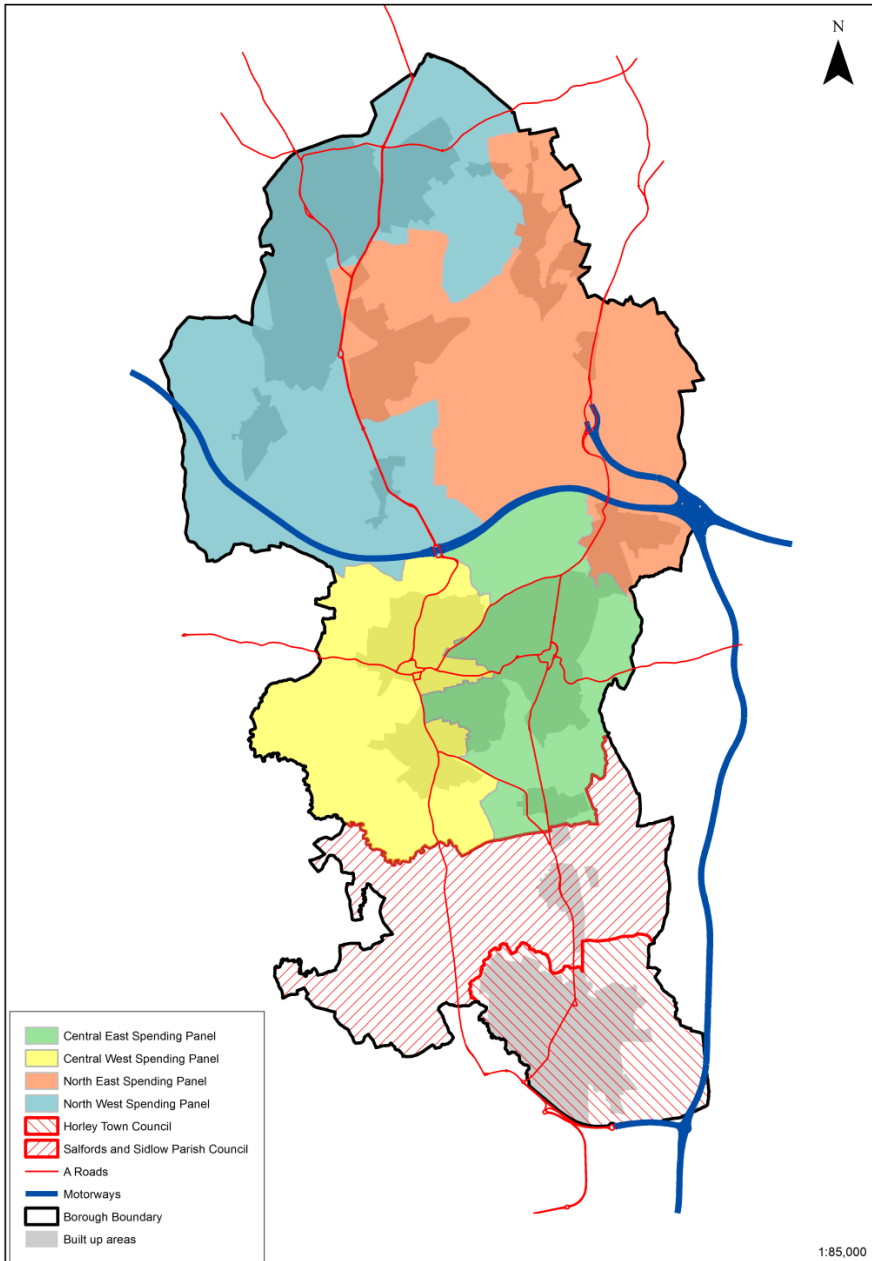 N
Central East Spending Panel
Central West Spending Panel
North East Spending Panel
North West Spending Panel
Horley Town Council
Salfords and Sidlow Parish Council
A Roads
Motorways
Borough Boundary
Built up areas
1:85,000